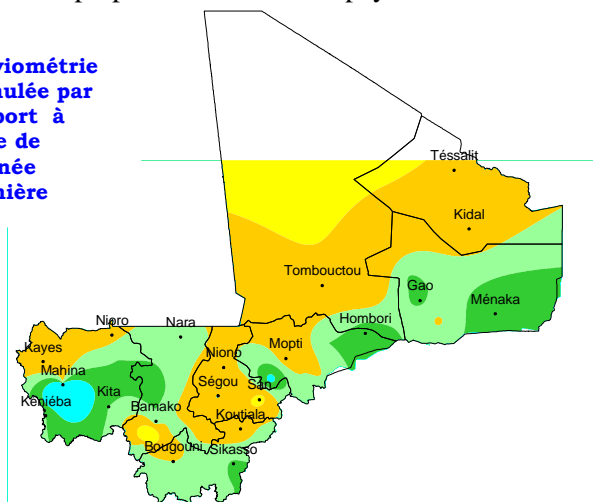 viométrie
nulée par
port à
e de
née
nière
Téssalit
Kidal
Tombouctou
Gao
Ménaka
Hombori
Nioro
Nara
Mopti
Kayes
Niono
Mahina
Ségou
San
Kéniéba
Kita
Bamako
Koutiala
Bougouni
Sikasso